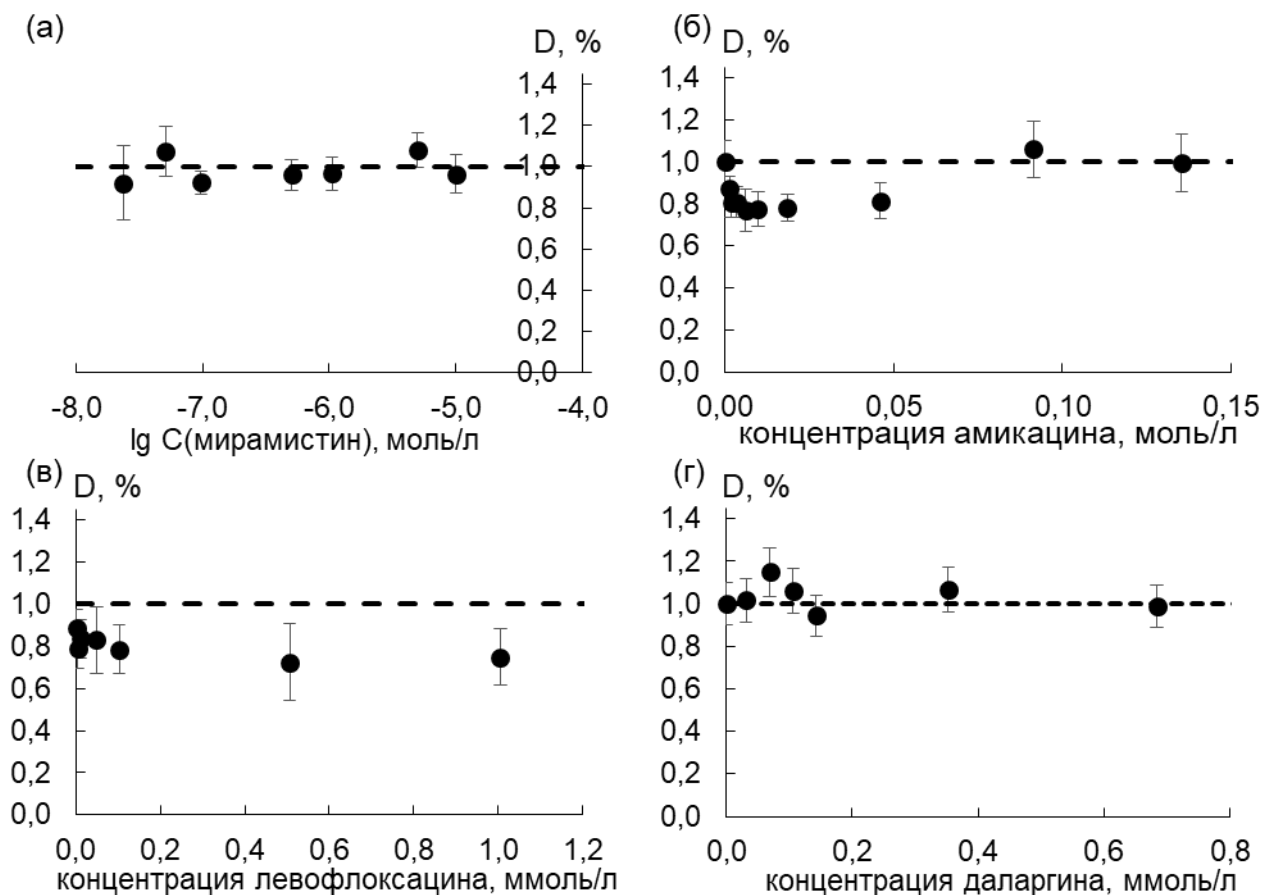 (а)
D, %
1,4
1,2
1,0
0,8
0,6
0,4
0,2
0,0
-8,0 -7,0 -6,0 -5,0 -4,0
lg C(мирамистин), моль/л
(б)
D, %
1,4
1,2
1,0
0,8
0,6
0,4
0,2
0,0
0,00 0,05 0,10 0,15
концентрация амикацина, моль/л
(в)
D, %
1,4
1,2
1,0
0,8
0,6
0,4
0,2
0,0
0,0 0,2 0,4 0,6 0,8 1,0 1,2
концентрация левофлоксацина, ммоль/л
(г)
D, %
1,4
1,2
1,0
0,8
0,6
0,4
0,2
0,0
0,0 0,2 0,4 0,6 0,8
концентрация даларгина, ммоль/л